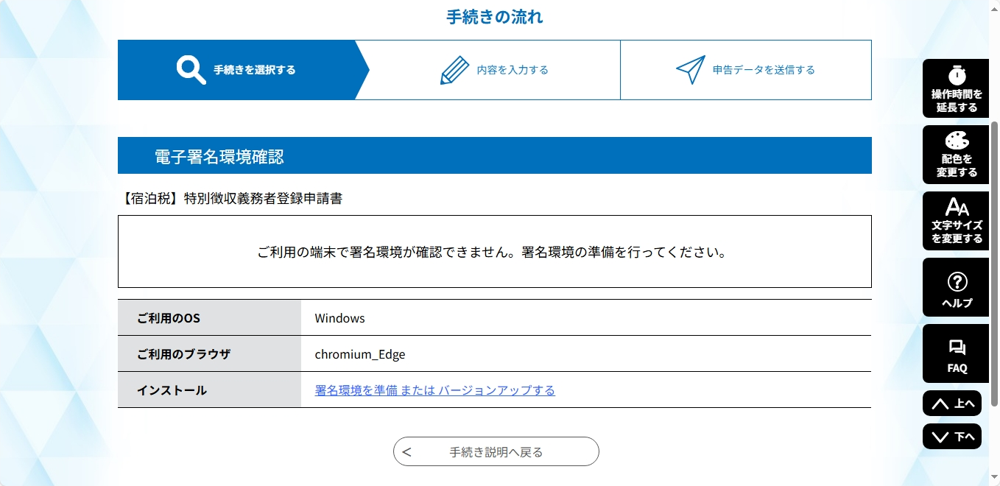 手続きの流れ
手続きを選択する
内容を入力する
申告データを送信する
電子署名環境確認
【宿泊税】特別徴収義務者登録申請書
ご利用の端末で署名環境が確認できません。署名環境の準備を行ってください。
ご利用のOS
Windows
ご利用のブラウザ
chromium_Edge
インストール
署名環境を準備 または バージョンアップする
< 手続き説明へ戻る
操作時間を
延長する
配色を
変更する
文字サイズ
を変更する
ヘルプ
FAQ
上へ
下へ